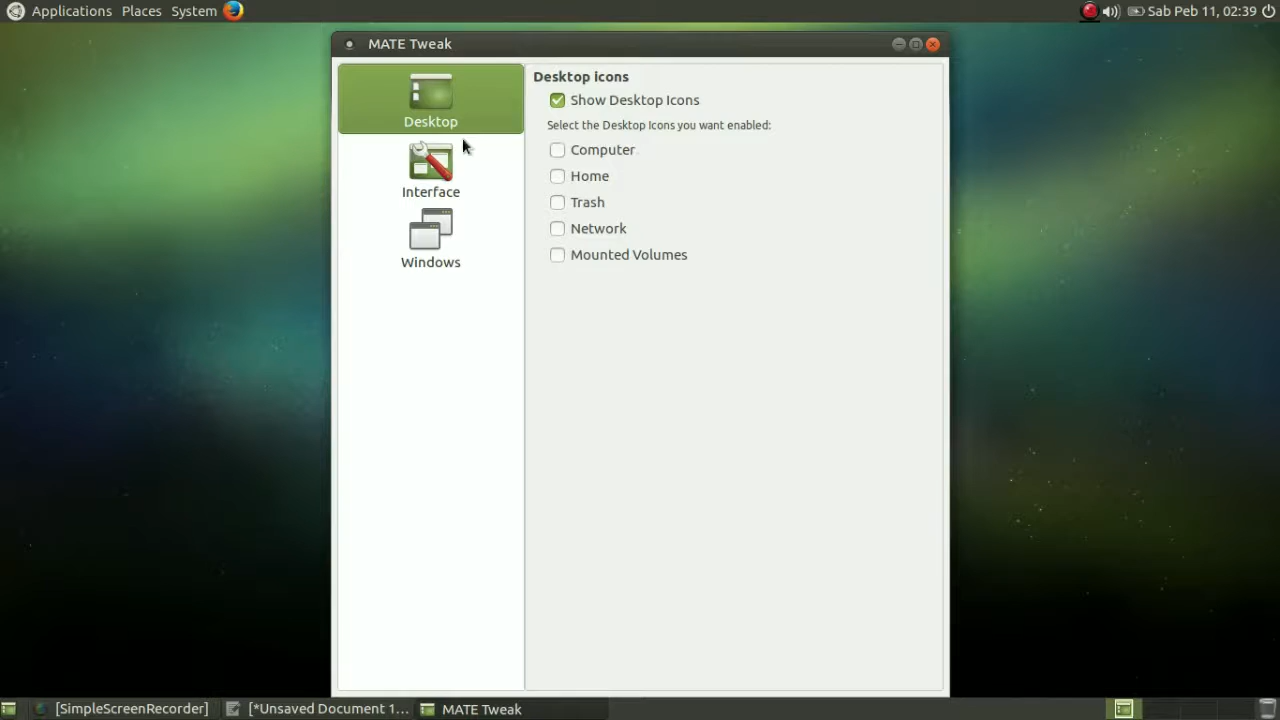 Applications Places System Sab Peb 11, 02:39
MATE Tweak
Desktop
Interface
Windows
Desktop icons
Show Desktop Icons
Select the Desktop Icons you want enabled:
Computer
Home
Trash
Network
Mounted Volumes
[SimpleScreenRecorder] [*Unsaved Document 1... MATE Tweak